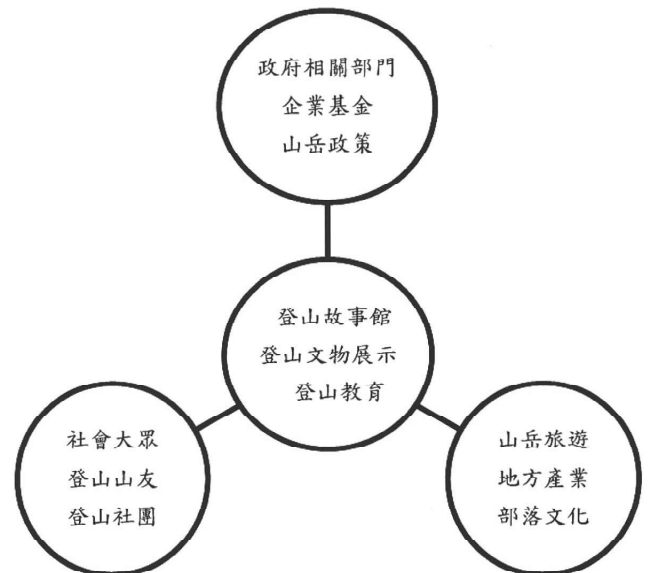 政府相關部門
企業基金
山岳政策
登山故事館
登山文物展示
登山教育
社會大眾
登山山友
登山社團
山岳旅遊
地方產業
部落文化